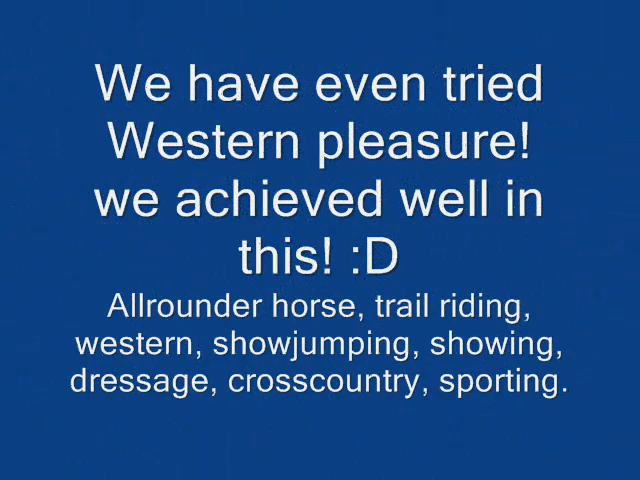 We have even tried
Western pleasure!
we achieved well in
this! :D
Allrounder horse, trail riding,
western, showjumping, showing,
dressage, crosscountry, sporting.